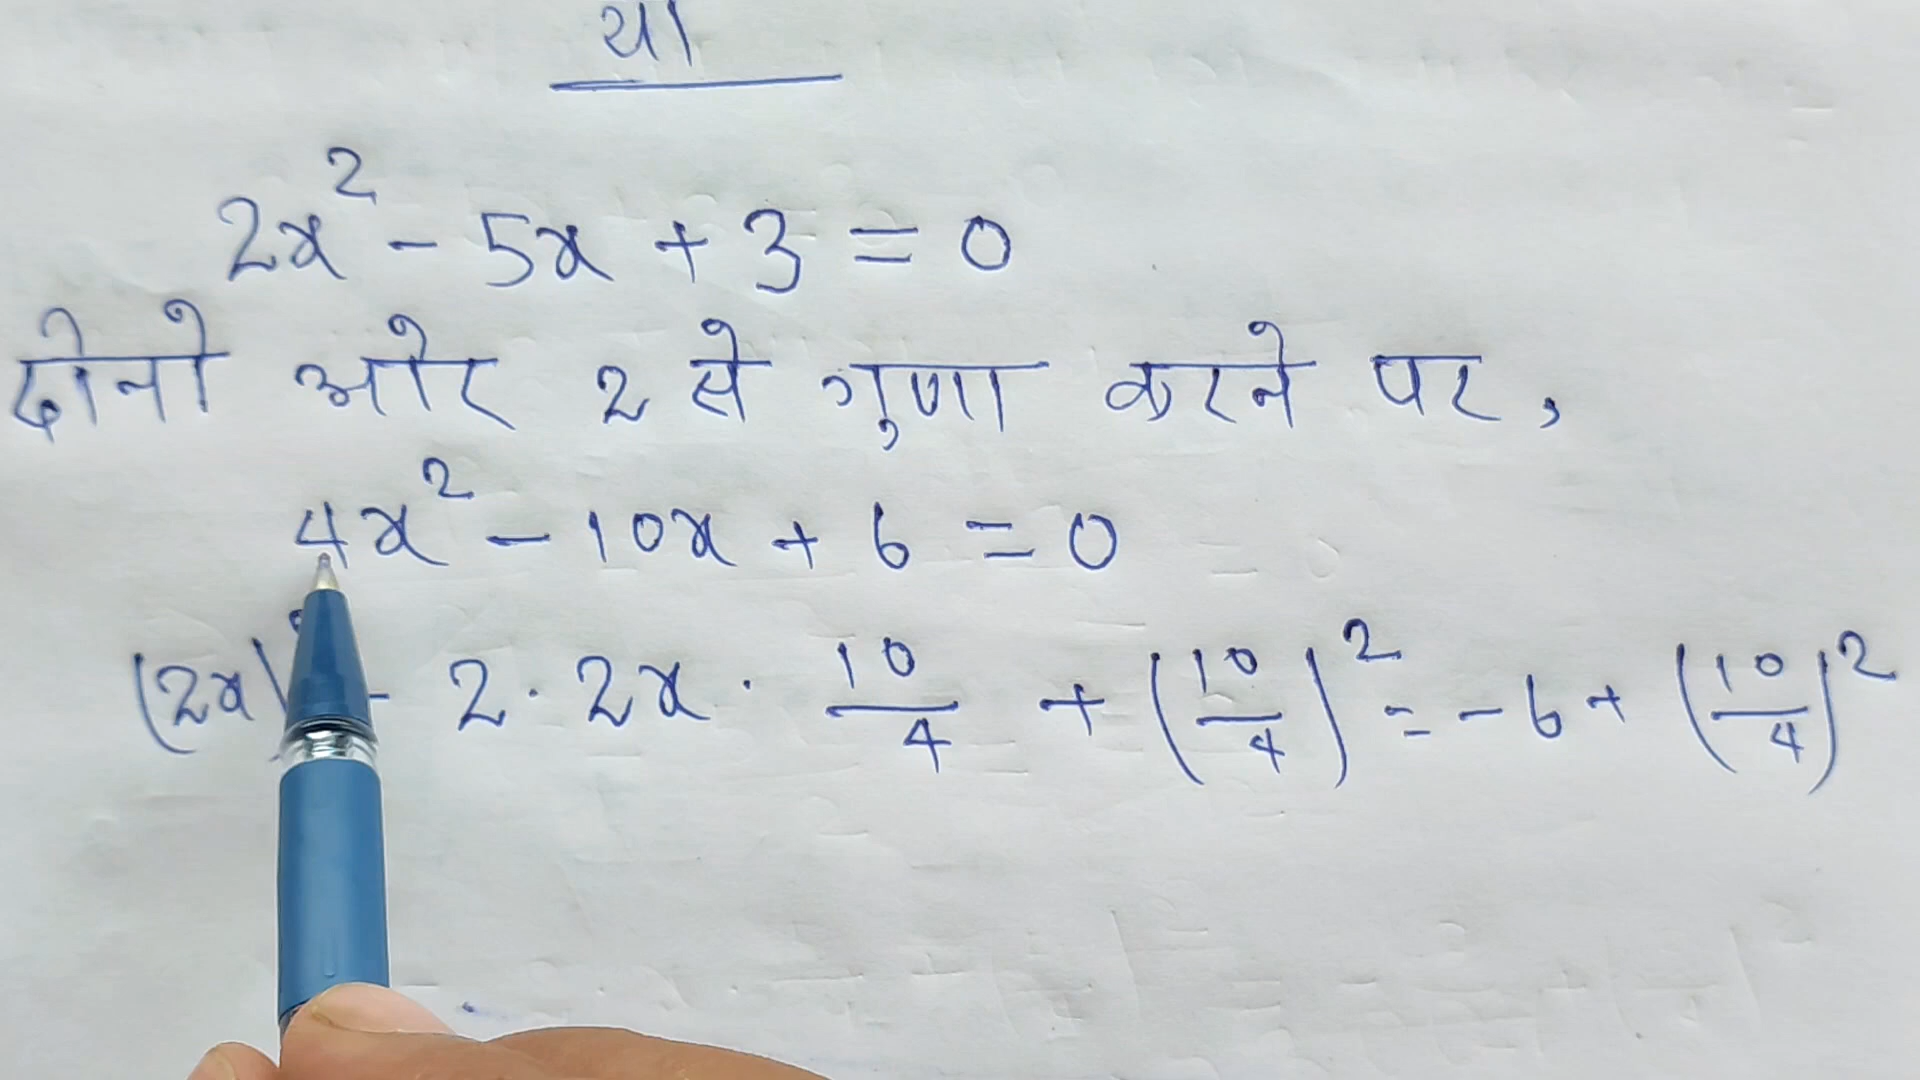 या
2x² - 5x + 3 = 0
दोनो ओर 2 से गुणा करने पर,
4x² - 10x + 6 = 0
(2x)² - 2 · 2x · 10/4 + (10/4)² = - 6 + (10/4)²